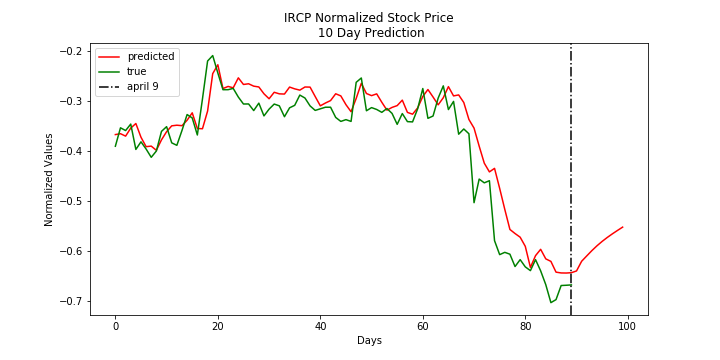 IRCP Normalized Stock Price
10 Day Prediction
predicted
true
april 9
Normalized Values
−0.2
−0.3
−0.4
−0.5
−0.6
−0.7
0
20
40
60
80
100
Days